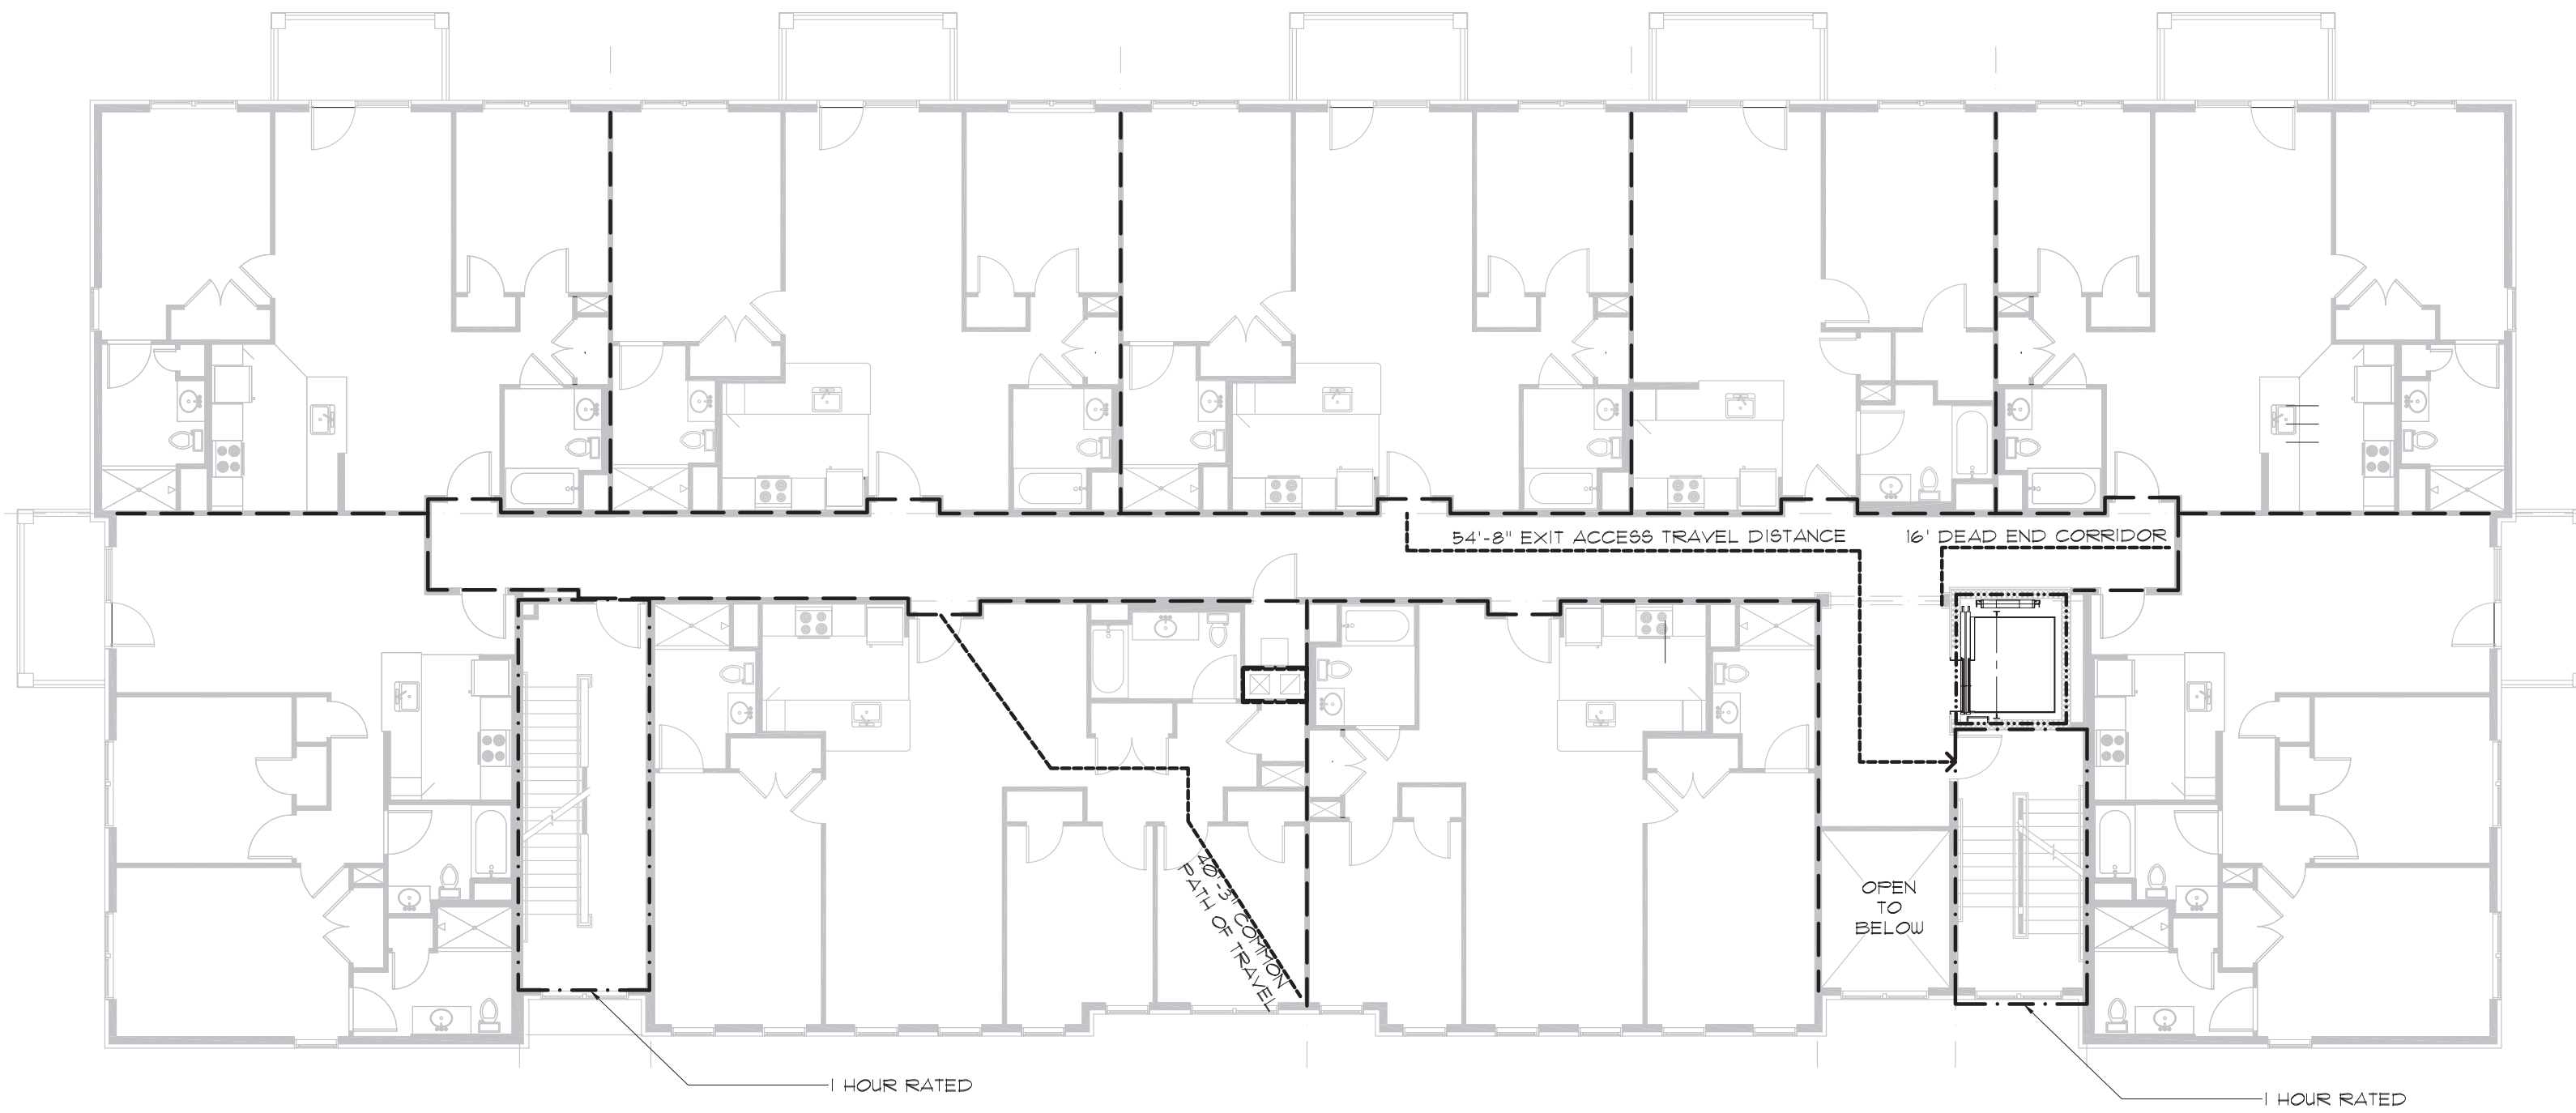 54'-8" EXIT ACCESS TRAVEL DISTANCE
16' DEAD END CORRIDOR
40'-3" COMMON
PATH OF TRAVEL
OPEN
TO
BELOW
1 HOUR RATED
1 HOUR RATED